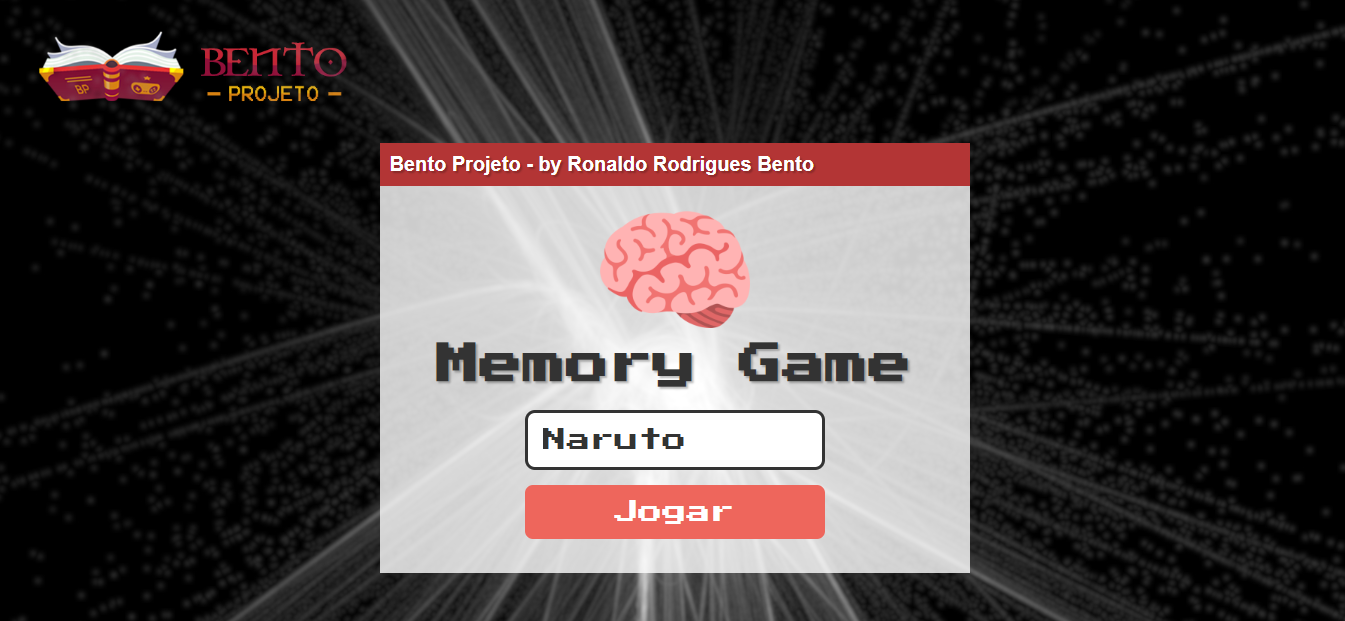 BENTO
- PROJETO -
BP
Bento Projeto - by Ronaldo Rodrigues Bento
Memory Game
Naruto
Jogar